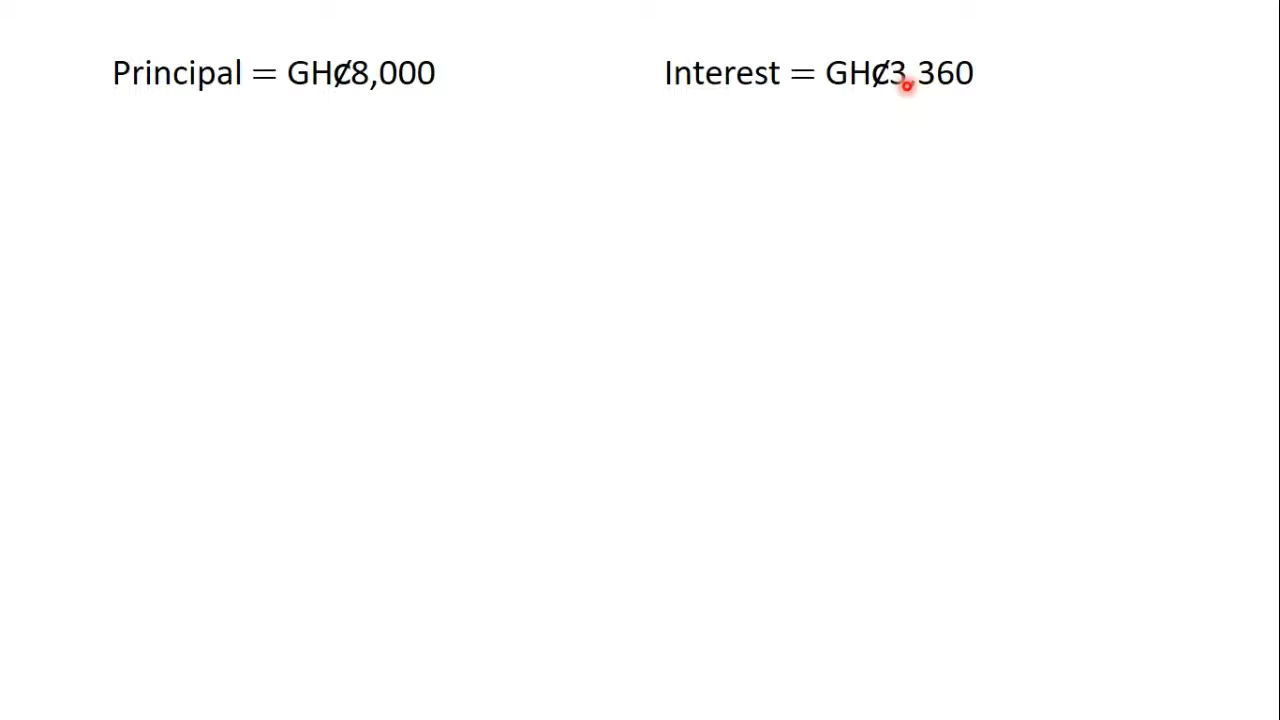 Principal = GH₵8,000
Interest = GH₵3,360